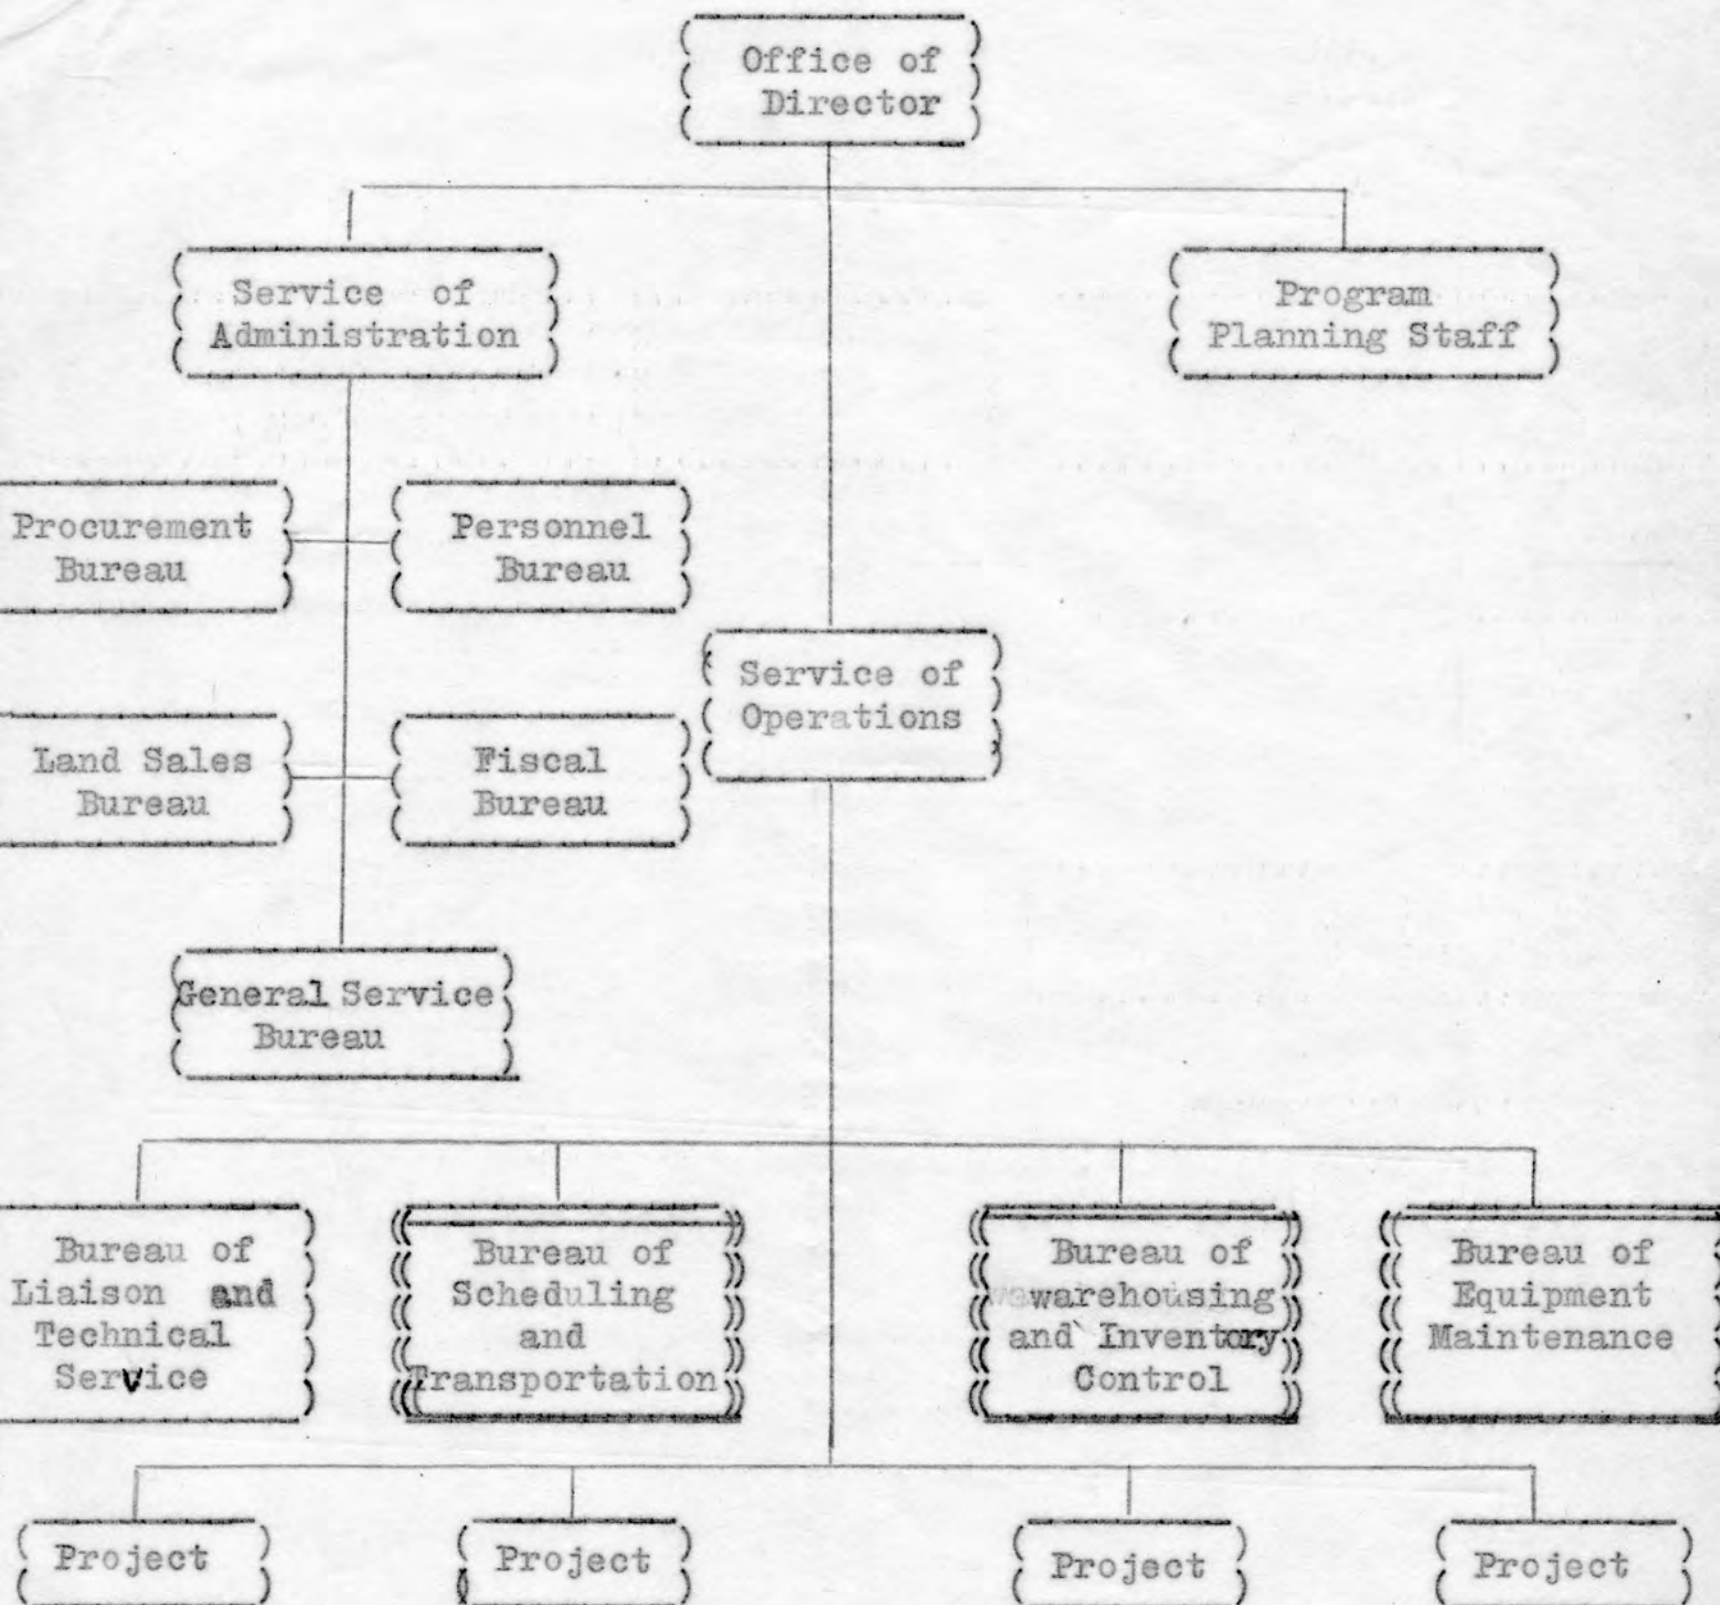 Office of
Director
Service of
Administration
Program
Planning Staff
Procurement
Bureau
Personnel
Bureau
Service of
Operations
Land Sales
Bureau
Fiscal
Bureau
General Service
Bureau
Bureau of
Liaison and
Technical
Service
Bureau of
Scheduling
and
Transportation
Bureau of
warehousing
and Inventory
Control
Bureau of
Equipment
Maintenance
Project
Project
Project
Project